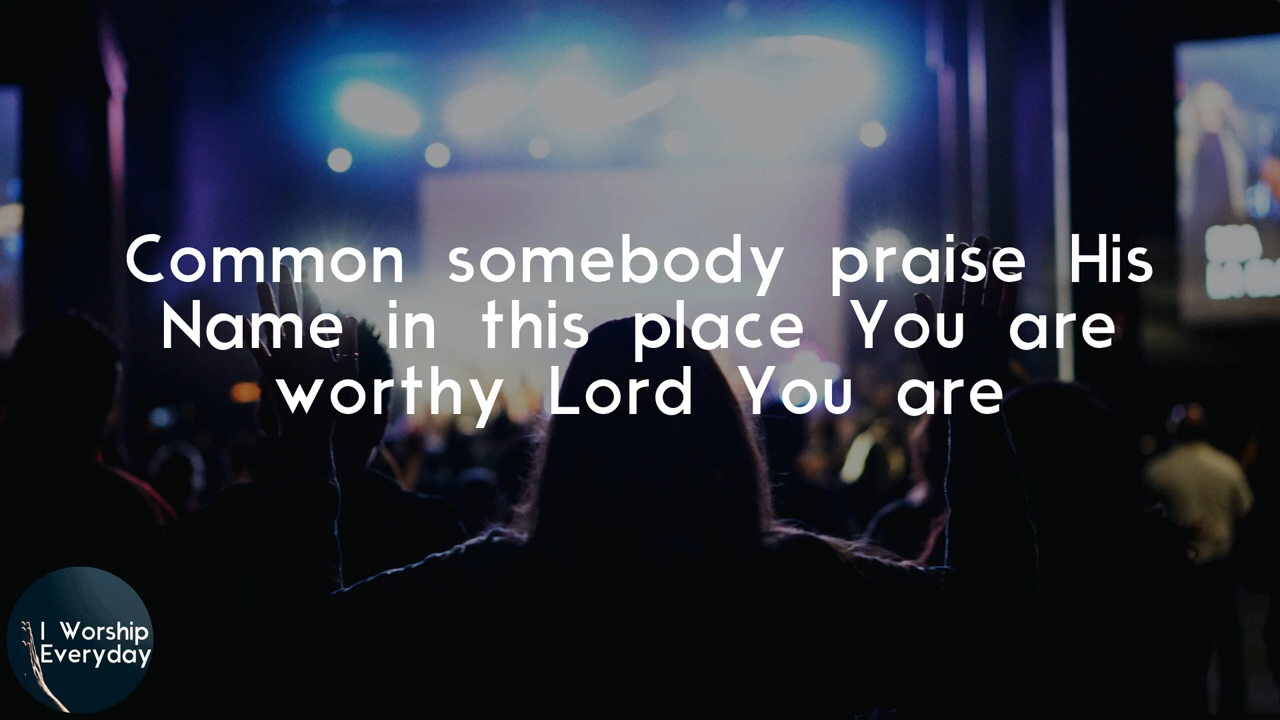 Common somebody praise His
Name in this place You are
worthy Lord You are
I Worship
Everyday